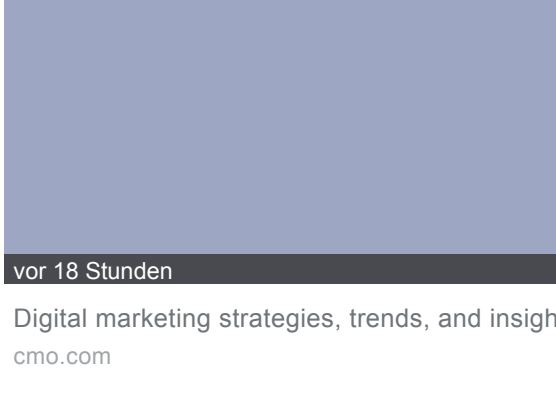 vor 18 Stunden
Digital marketing strategies, trends, and insigh
cmo.com